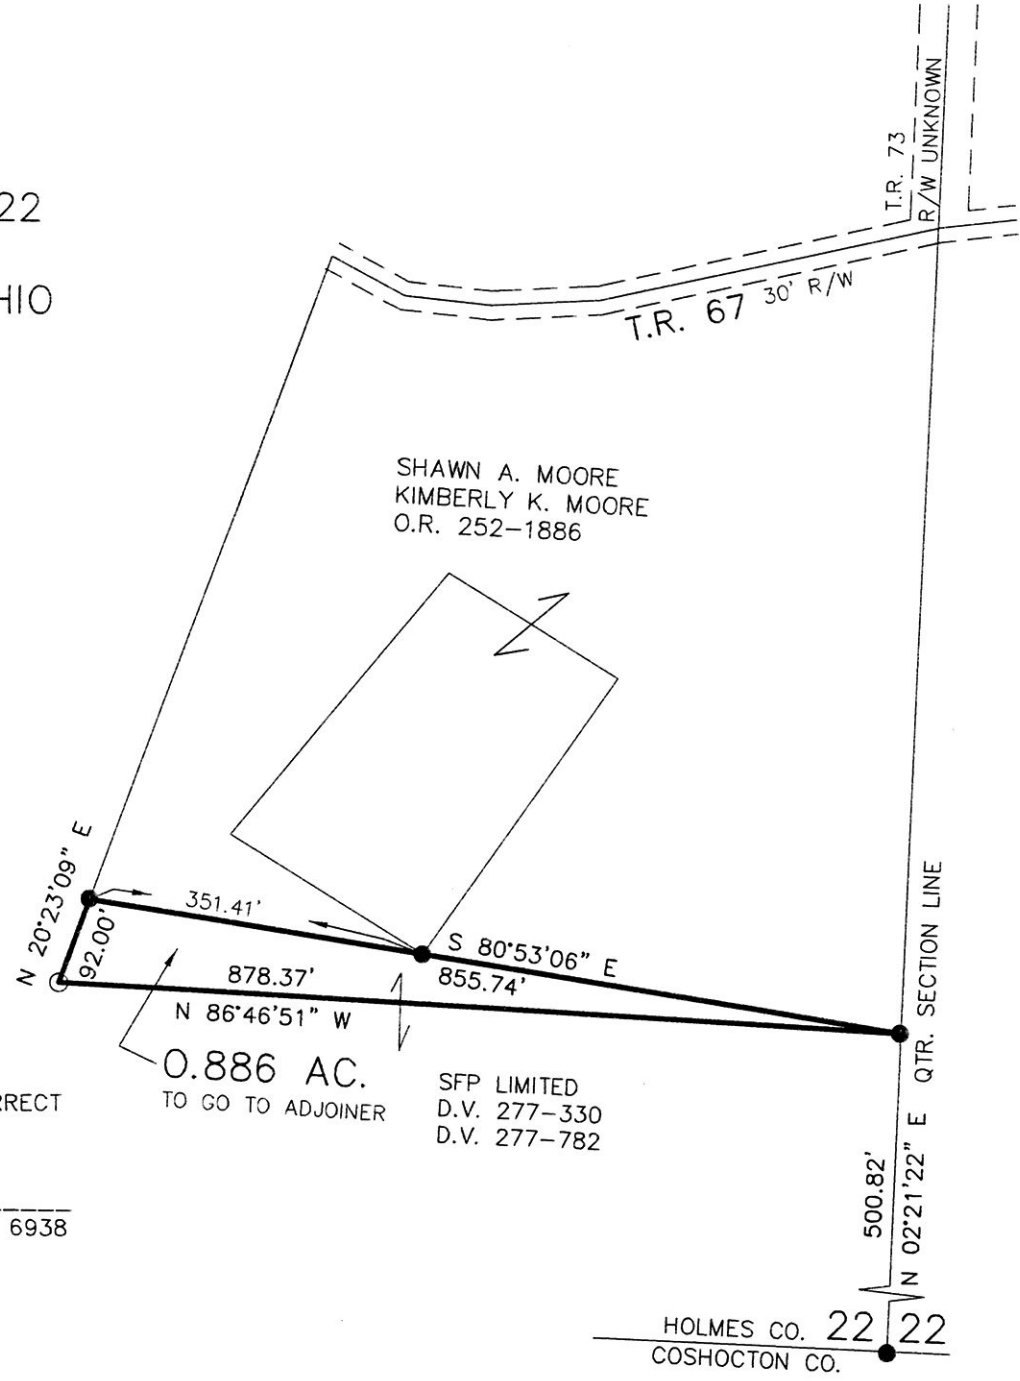 22
HIO
T.R. 73
R/W UNKNOWN
T.R. 67 30' R/W
SHAWN A. MOORE
KIMBERLY K. MOORE
O.R. 252-1886
N 20°23'09" E
92.00'
351.41'
S 80°53'06" E
855.74'
878.37'
N 86°46'51" W
0.886 AC.
TO GO TO ADJOINER
SFP LIMITED
D.V. 277-330
D.V. 277-782
RRECT
6938
QTR. SECTION LINE
N 02°21'22" E
500.82'
HOLMES CO. 22 22
COSHOCTON CO.